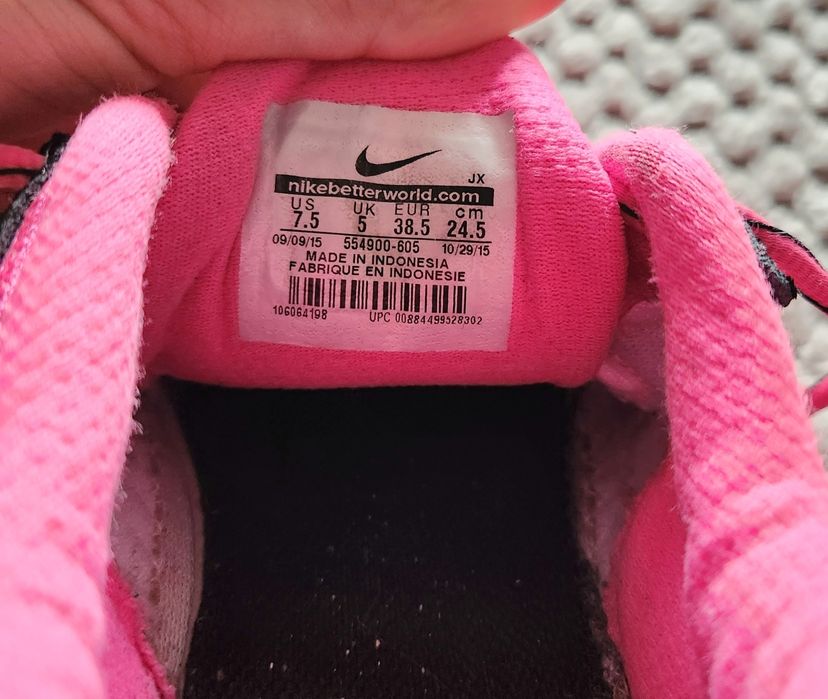 JX
nikebetterworld.com
US UK EUR cm
7.5 5 38.5 24.5
09/09/15 554900-605 10/29/15
MADE IN INDONESIA
FABRIQUE EN INDONESIE
106064198 UPC 00884499528302